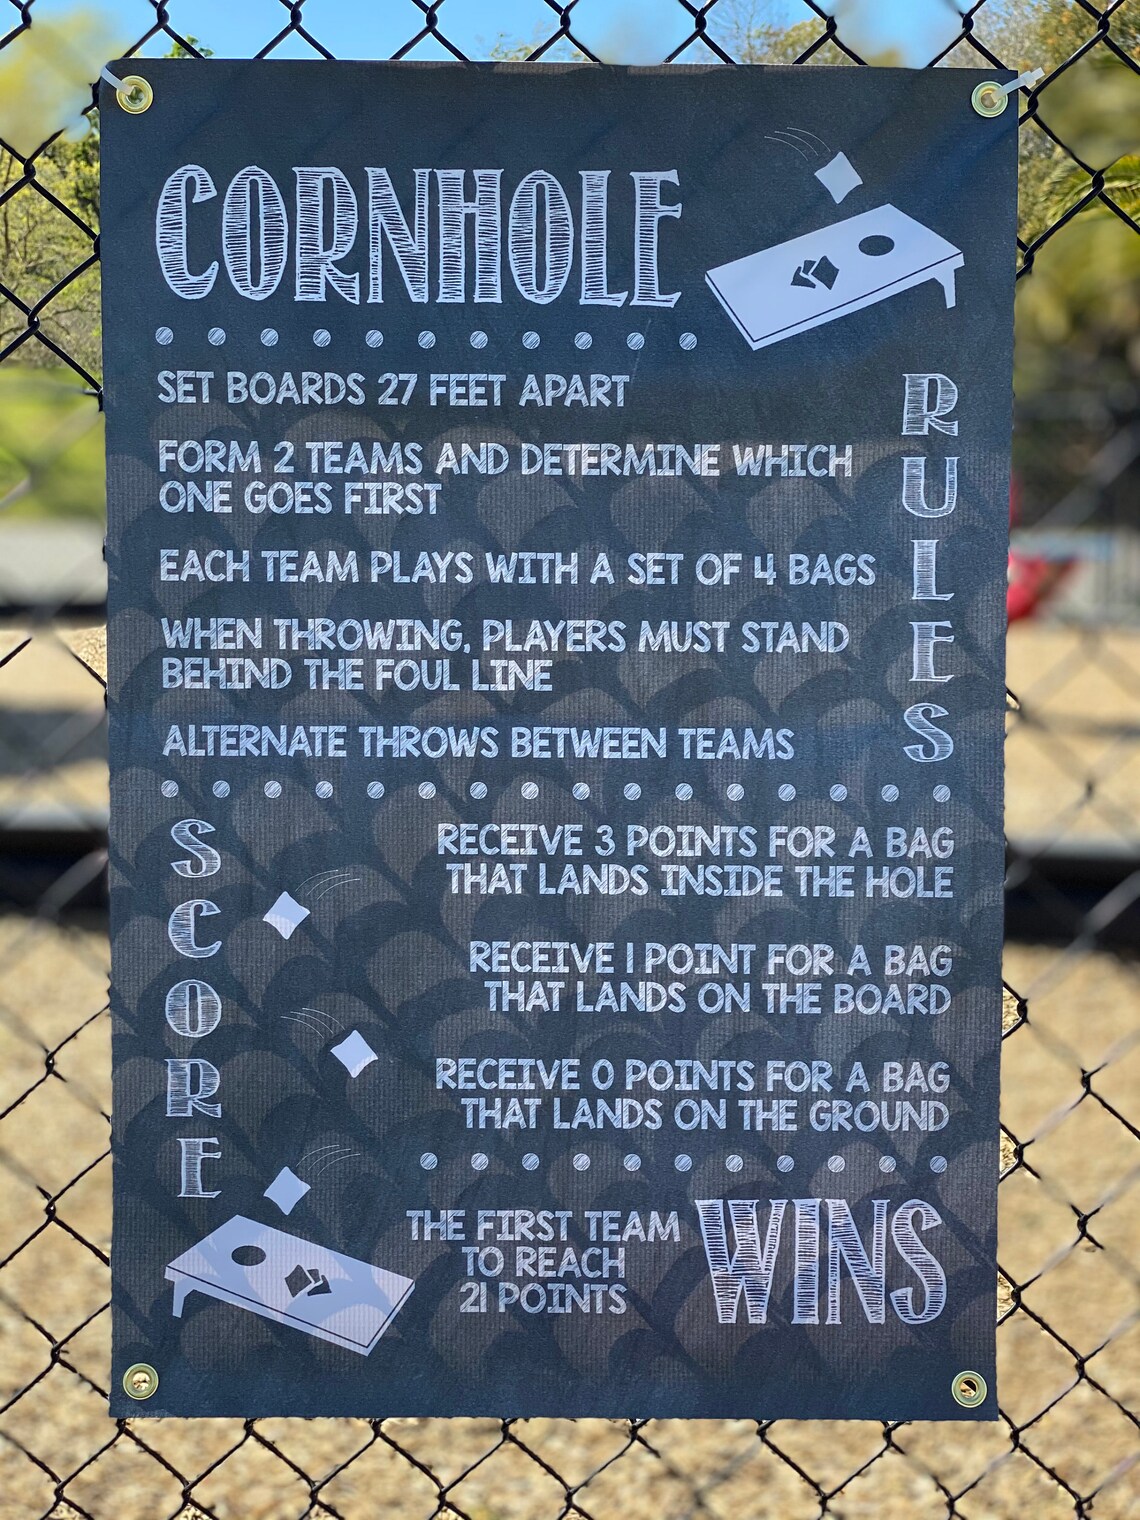 CORNHOLE
RULES
SET BOARDS 27 FEET APART
FORM 2 TEAMS AND DETERMINE WHICH
ONE GOES FIRST
EACH TEAM PLAYS WITH A SET OF 4 BAGS
WHEN THROWING, PLAYERS MUST STAND
BEHIND THE FOUL LINE
ALTERNATE THROWS BETWEEN TEAMS
SCORE
RECEIVE 3 POINTS FOR A BAG
THAT LANDS INSIDE THE HOLE
RECEIVE 1 POINT FOR A BAG
THAT LANDS ON THE BOARD
RECEIVE 0 POINTS FOR A BAG
THAT LANDS ON THE GROUND
THE FIRST TEAM
TO REACH
21 POINTS
WINS